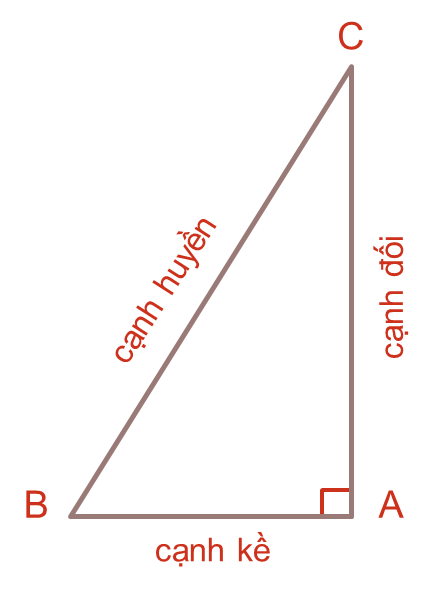 C
cạnh huyền
cạnh đối
B
A
cạnh kề